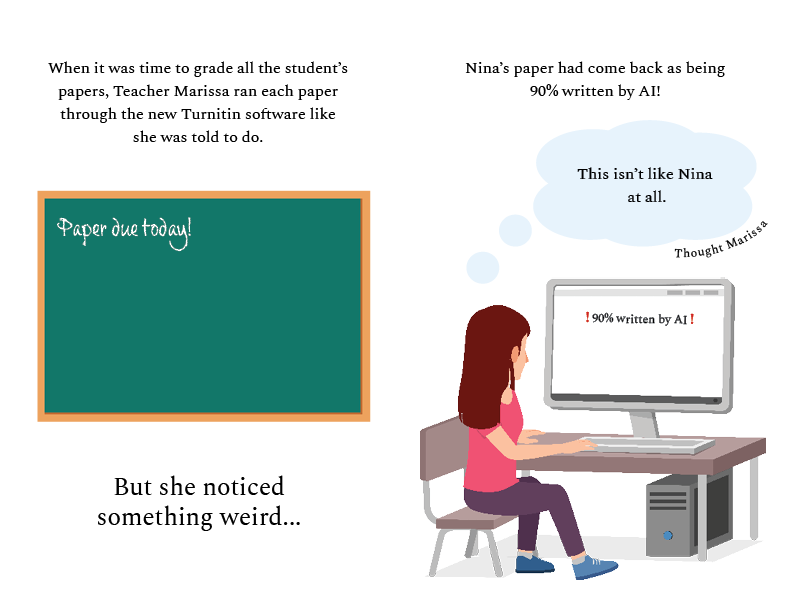 When it was time to grade all the student's
papers, Teacher Marissa ran each paper
through the new Turnitin software like
she was told to do.
Paper due today!
But she noticed
something weird...
Nina's paper had come back as being
90% written by AI!
This isn't like Nina
at all.
Thought Marissa
! 90% written by AI !